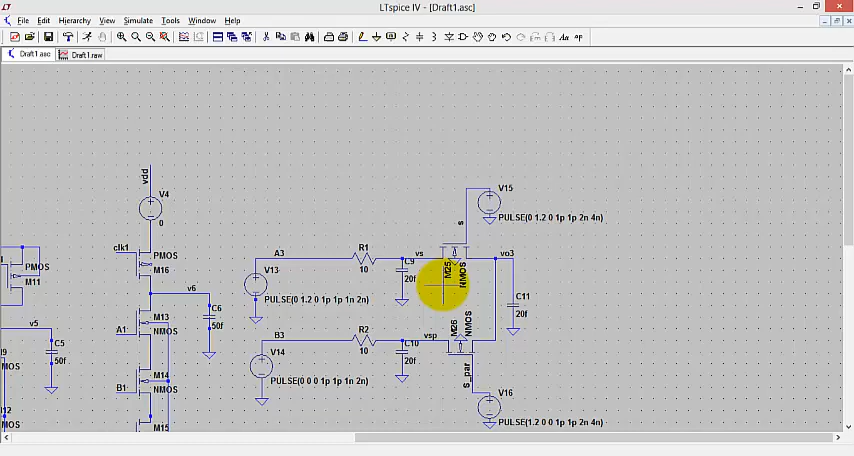 LTspice IV - [Draft1.asc]
File Edit Hierarchy View Simulate Tools Window Help
Draft1.asc Draft1.raw
vdd
V4
0
clk1
PMOS
M16
PMOS
M11
v6
C6
50f
M13
A1
NMOS
v5
C5
50f
MOS
M14
B1
NMOS
M15
MOS
A3
R1
10
V13
PULSE(0 1.2 0 1p 1p 1n 2n)
vs
C9
20f
B3
R2
10
V14
PULSE(0 0 0 1p 1p 1n 2n)
vsp
C10
20f
V15
PULSE(0 1.2 0 1p 1p 2n 4n)
s
M25
NMOS
vo3
C11
20f
M26
NMOS
S_par
V16
PULSE(1.2 0 0 1p 1p 2n 4n)